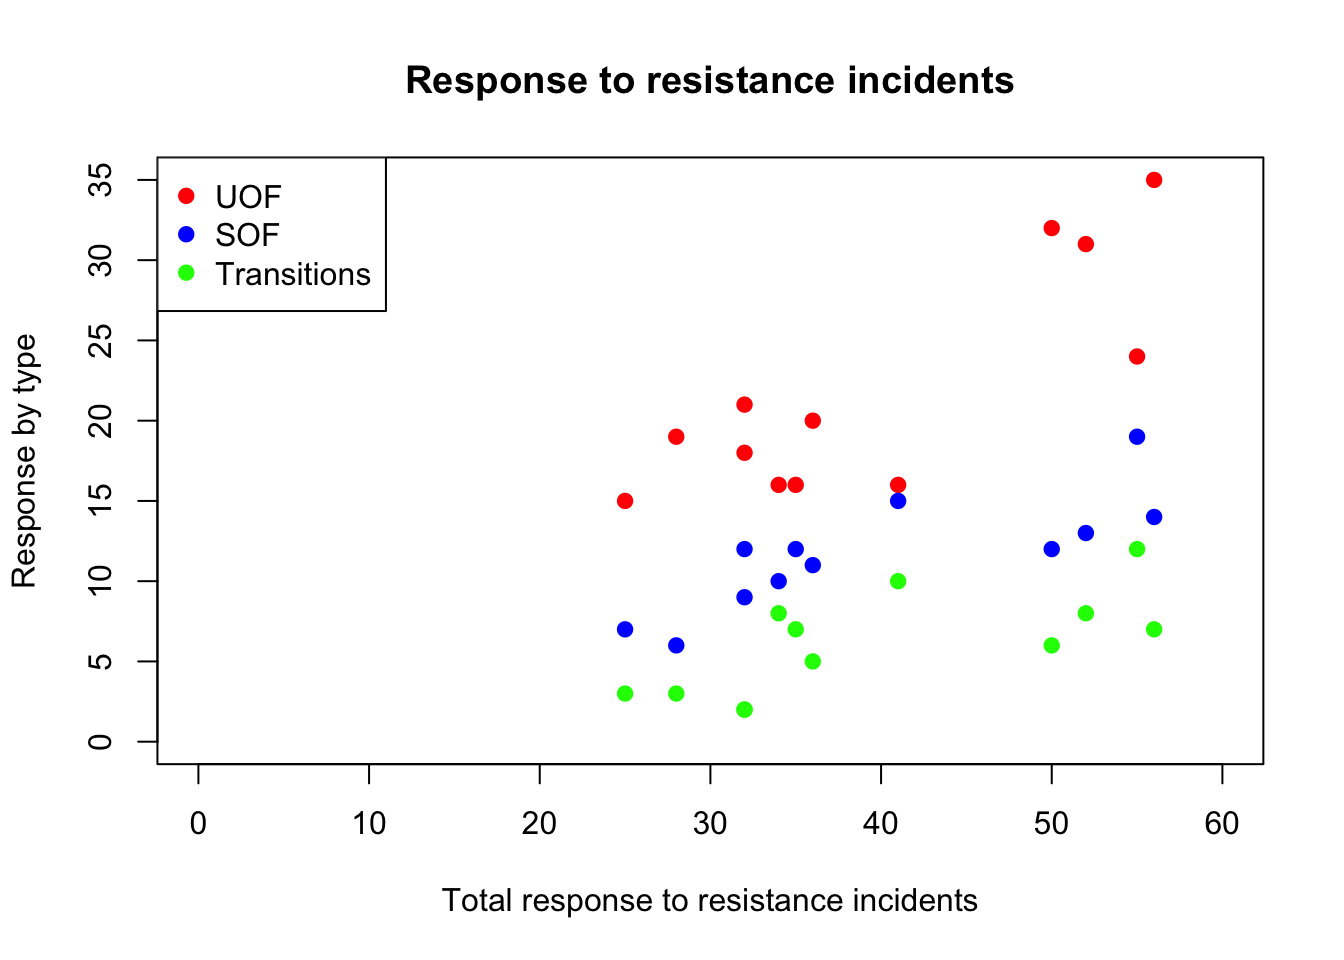 Response to resistance incidents
UOF
SOF
Transitions
Response by type
35
30
25
20
15
10
5
0
0 10 20 30 40 50 60
Total response to resistance incidents